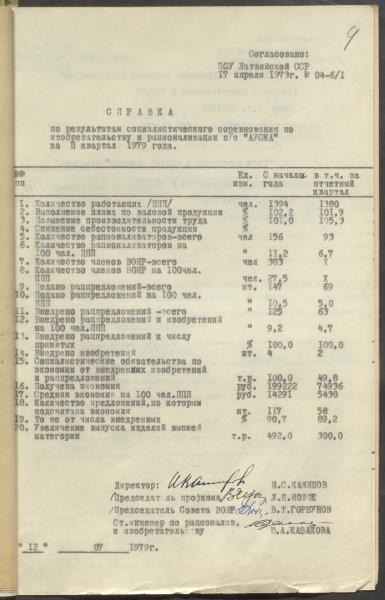 9
Согласовано:
ЦСУ Латвийской ССР
17 апреля 1973г. № 04-6/1
СПРАВКА
по результатам социалистического соревнования по
изобретательству и рационализации п/о "АУСМА"
за II квартал 1979 года.
№№ пп Ед. изм. С начала года в т.ч. за отчетный квартал
1. Количество работающих /ППП/ чел. 1394 1380
2. Выполнение плана по валовой продукции % 102,2 101,9
3. Повышение производительности труда % 101,0 105,3
4. Снижение себестоимости продукции %
5. Количество рационализаторов-всего чел 156 93
6. Количество рационализаторов на
100 чел. ППП " 11,2 6,7
7. Количество членов ВОИР-всего чел 383 X
8. Количество членов ВОИР на 100чел.
ППП чел. 27,5 X
9. Подано рацпредложений-всего шт. 147 69
10. Подано рацпредложений на 100 чел.
ППП " 10,5 5,0
11. Внедрено рацпредложений -всего " 125 63
12. Внедрено рацпредложений и изобретений
на 100 чел.ППП " 9,2 4,7
13. Внедрено рацпредложений к числу
принятых % 100,0 100,0
14. Внедрено изобретений шт. 4 2
15. Социалистические обязательства по
экономии от внедренных изобретений
и рацпредложений т.р. 100,0 49,8
16. Получена экономия руб. 199222 74936
17. Средняя экономия на 100 чел.ППП руб. 14291 5430
18. Количество предложений,по которым
подсчитана экономия шт. 117 58
19. То же от числа внедренных % 90,7 89,2
20. Увеличение выпуска изделий высшей
категории т.р. 492,0 300,0
Директор: И.С.КАМИНОВ
Председатель профкома Л.Н.ИОФФЕ
Председатель Совета ВОИР В.Т.ГОРБУНОВ
Ст.инженер по рационализ.
и изобретательству Ю.А.КАЗАКОВА
" 12 " 07 1979г.